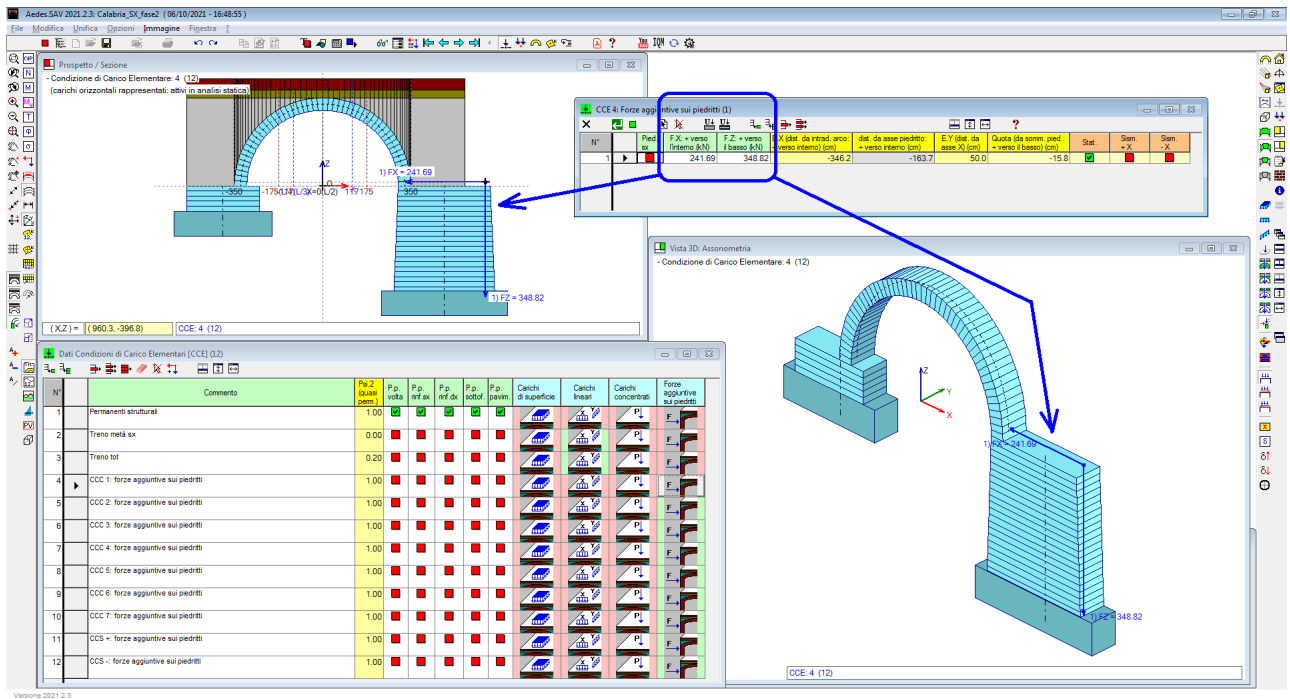 Aedes.SAV 2021.2.3: Calabria_SX_fase2 ( 06/10/2021 - 16:48:55 )
File Modifica Unifica Opzioni Immagine Finestra ?
Prospetto / Sezione
- Condizione di Carico Elementare: 4 (12)
(carichi orizzontali rappresentati: attivi in analisi statica)
Z
1) FX = 241.69
-350
350
1) FZ = 348.82
( X,Z ) = ( 960.3, -396.8) CCE: 4 (12)
CCE 4: Forze aggiuntive sui piedritti (1)
N° Pied. sx F.X: + verso l'interno (kN) F.Z: + verso il basso (kN) E.X (dist. da intrad. arco: + verso interno) (cm) dist. da asse piedritto: + verso interno (cm) E.Y (dist. da asse X) (cm) Quota (da somm. pied.: + verso il basso) (cm) Stat. Sism. + X Sism. - X
1 241.69 348.82 -346.2 -163.7 50.0 -15.8
Vista 3D: Assonometria
- Condizione di Carico Elementare: 4 (12)
Z
Y
X
1) FX = 241.69
1) FZ = 348.82
CCE: 4 (12)
Dati Condizioni di Carico Elementari [CCE] (12)
N° Commento Psi,2 (quasi perm.) P.p. volta P.p. rinf.sx P.p. rinf.dx P.p. sottof. P.p. pavim. Carichi di superficie Carichi lineari Carichi concentrati Forze aggiuntive sui piedritti
1 Permanenti strutturali 1.00
2 Treno metà sx 0.00
3 Treno tot 0.20
4 CCC 1: forze aggiuntive sui piedritti 1.00
5 CCC 2: forze aggiuntive sui piedritti 1.00
6 CCC 3: forze aggiuntive sui piedritti 1.00
7 CCC 4: forze aggiuntive sui piedritti 1.00
8 CCC 5: forze aggiuntive sui piedritti 1.00
9 CCC 6: forze aggiuntive sui piedritti 1.00
10 CCC 7: forze aggiuntive sui piedritti 1.00
11 CCS +: forze aggiuntive sui piedritti 1.00
12 CCS -: forze aggiuntive sui piedritti 1.00
Versione 2021.2.3